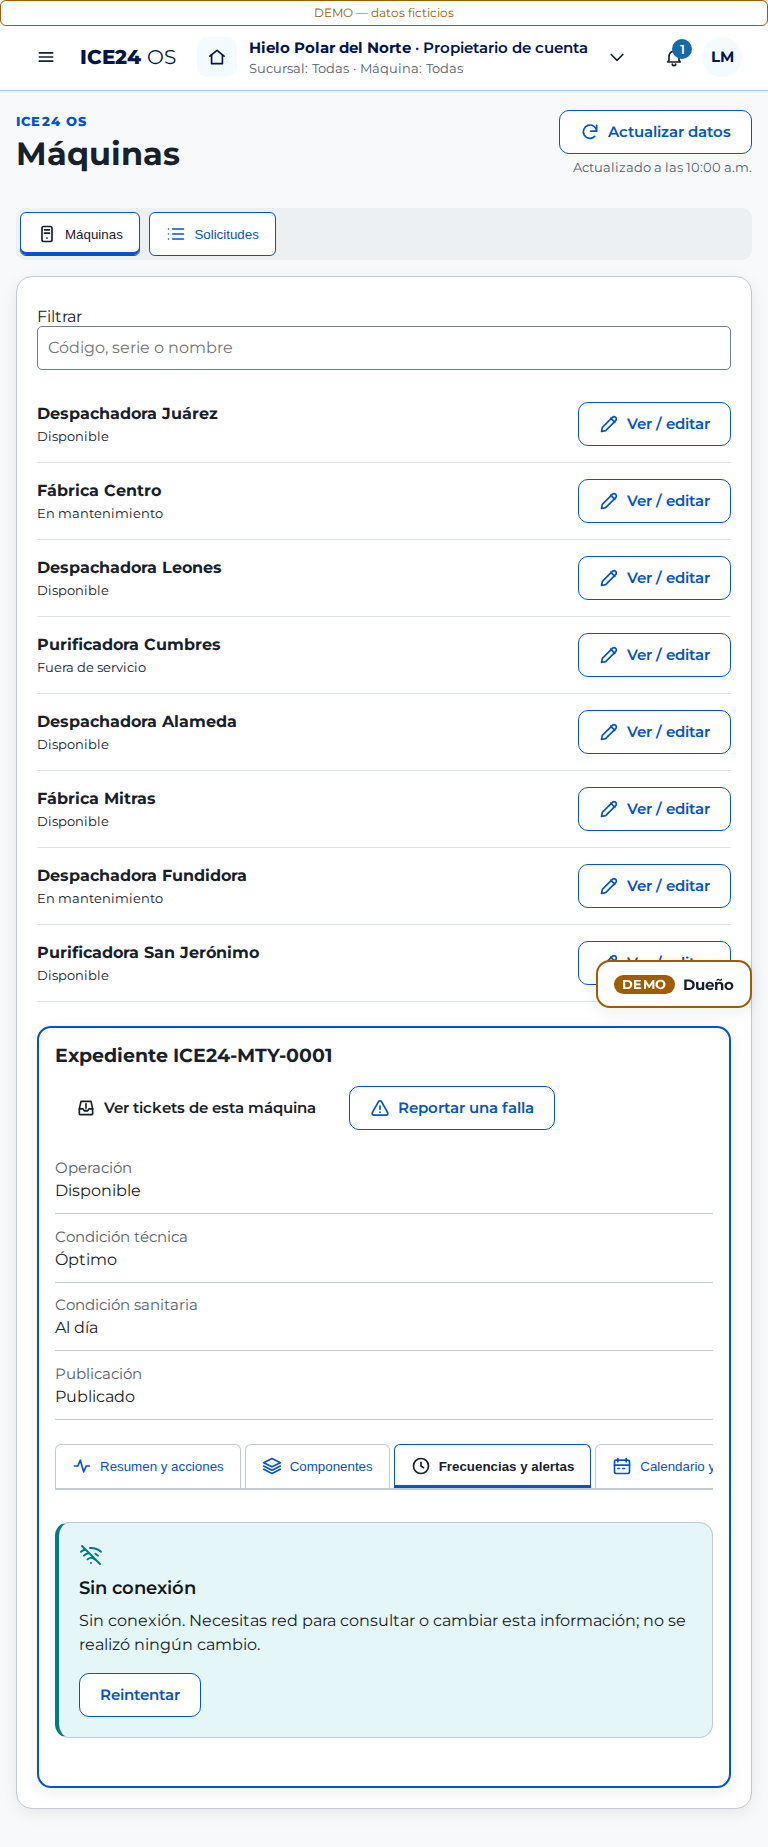 DEMO — datos ficticios
ICE24 OS
Hielo Polar del Norte · Propietario de cuenta
Sucursal: Todas · Máquina: Todas
1
LM
ICE24 OS
Máquinas
Actualizar datos
Actualizado a las 10:00 a.m.
Máquinas
Solicitudes
Filtrar
Código, serie o nombre
Despachadora Juárez
Disponible
Ver / editar
Fábrica Centro
En mantenimiento
Ver / editar
Despachadora Leones
Disponible
Ver / editar
Purificadora Cumbres
Fuera de servicio
Ver / editar
Despachadora Alameda
Disponible
Ver / editar
Fábrica Mitras
Disponible
Ver / editar
Despachadora Fundidora
En mantenimiento
Ver / editar
Purificadora San Jerónimo
Disponible
DEMO Dueño
Expediente ICE24-MTY-0001
Ver tickets de esta máquina
Reportar una falla
Operación
Disponible
Condición técnica
Óptimo
Condición sanitaria
Al día
Publicación
Publicado
Resumen y acciones
Componentes
Frecuencias y alertas
Calendario y
Sin conexión
Sin conexión. Necesitas red para consultar o cambiar esta información; no se
realizó ningún cambio.
Reintentar